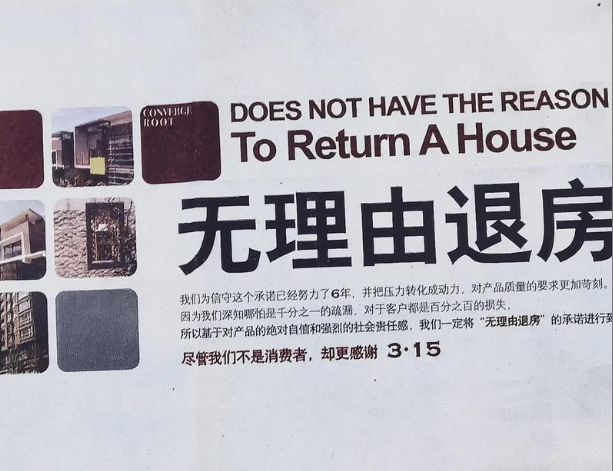 CONVERGE
ROOT
DOES NOT HAVE THE REASON
To Return A House
无理由退房
我们为信守这个承诺已经努力了6年，并把压力转化成动力，对产品质量的要求更加苛刻。
因为我们深知哪怕是千分之一的疏漏，对于客户都是百分之百的损失，
所以基于对产品的绝对自信和强烈的社会责任感，我们一定将“无理由退房”的承诺进行到
尽管我们不是消费者，却更感谢 3·15